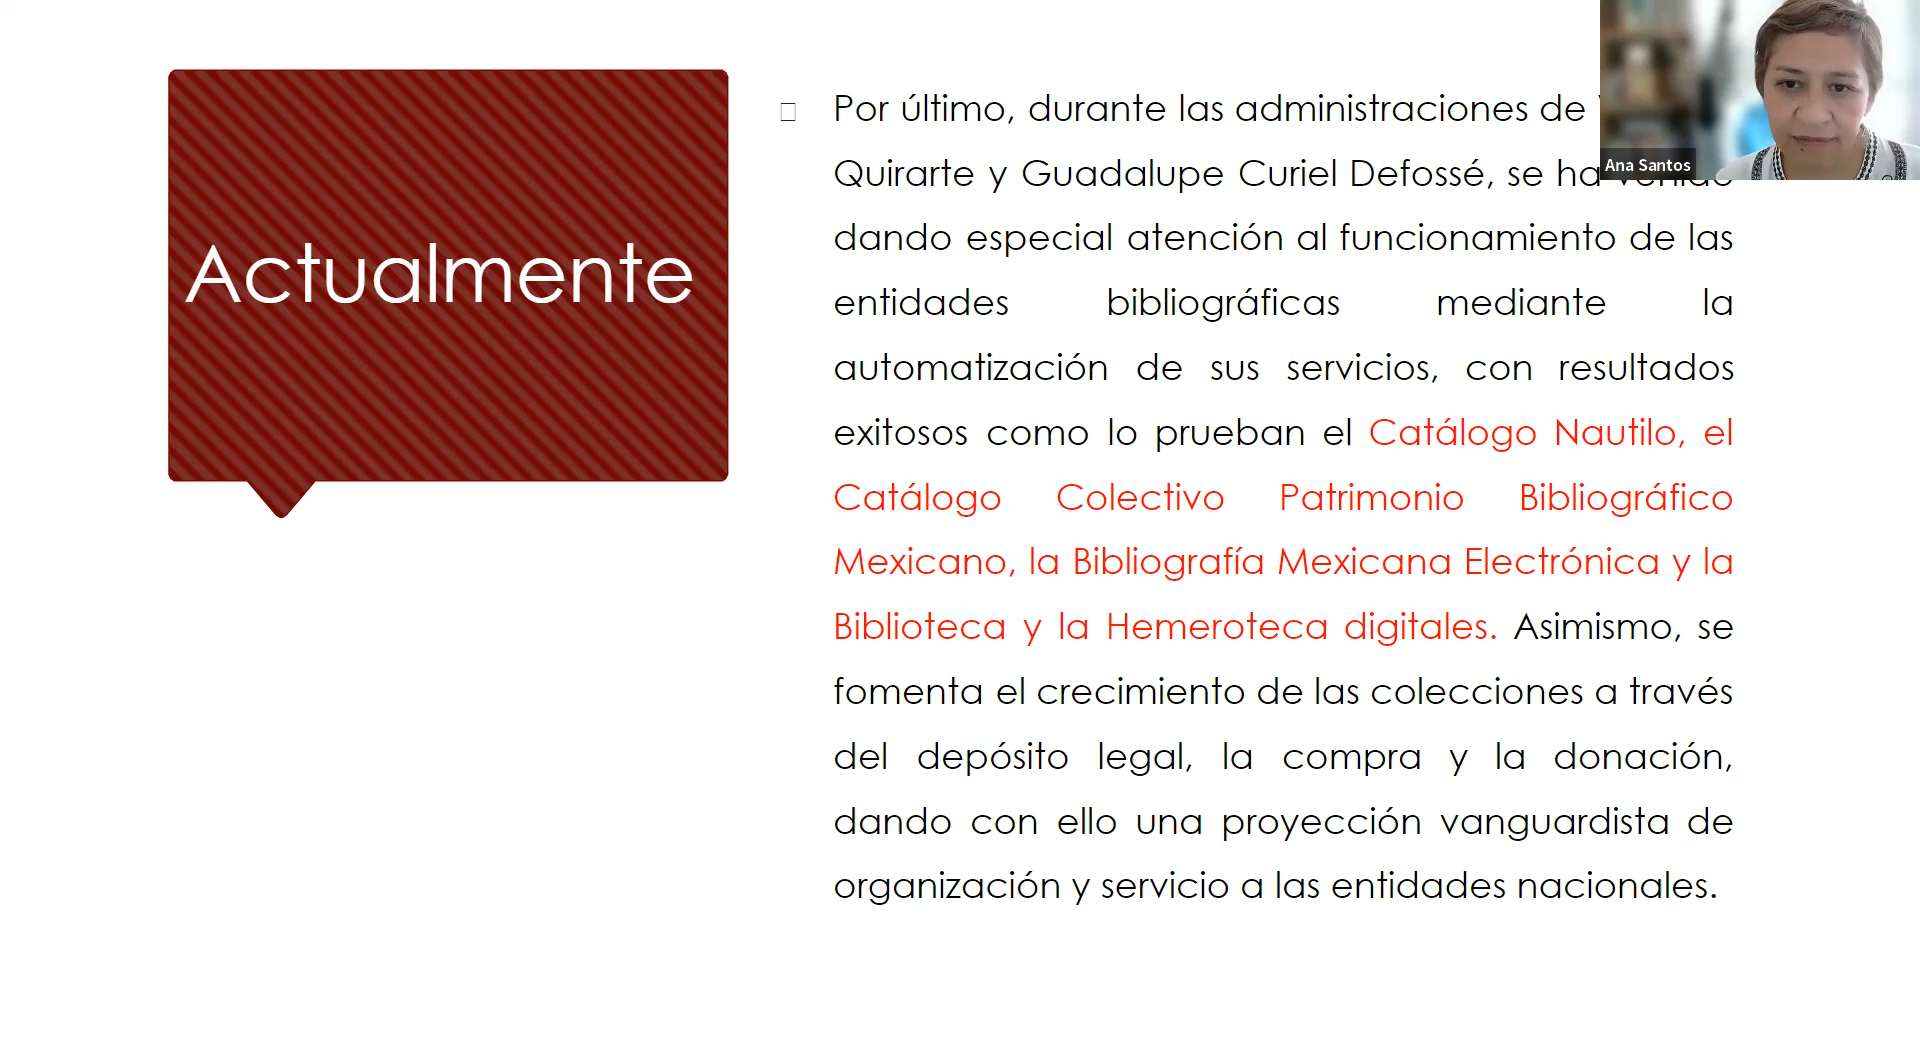 Actualmente
Por último, durante las administraciones de
Quirarte y Guadalupe Curiel Defossé, se ha venido
dando especial atención al funcionamiento de las
entidades bibliográficas mediante la
automatización de sus servicios, con resultados
exitosos como lo prueban el Catálogo Nautilo, el
Catálogo Colectivo Patrimonio Bibliográfico
Mexicano, la Bibliografía Mexicana Electrónica y la
Biblioteca y la Hemeroteca digitales. Asimismo, se
fomenta el crecimiento de las colecciones a través
del depósito legal, la compra y la donación,
dando con ello una proyección vanguardista de
organización y servicio a las entidades nacionales.
Ana Santos